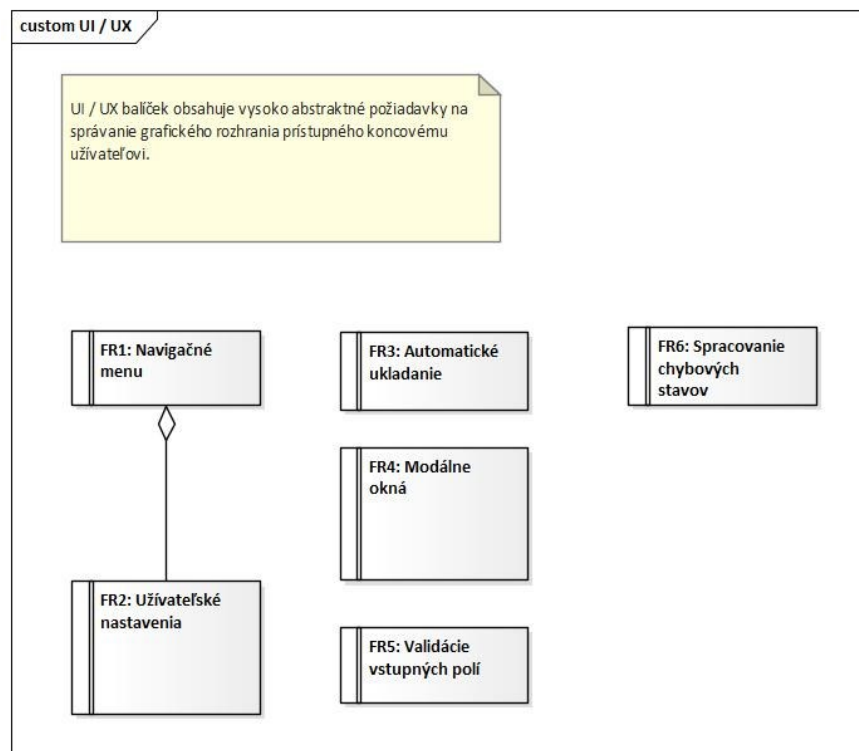 custom UI / UX
UI / UX balíček obsahuje vysoko abstraktné požiadavky na
správanie grafického rozhrania prístupného koncovému
užívateľovi.
FR1: Navigačné
menu
FR3: Automatické
ukladanie
FR6: Spracovanie
chybových
stavov
FR4: Modálne
okná
FR2: Užívateľské
nastavenia
FR5: Validácie
vstupných polí